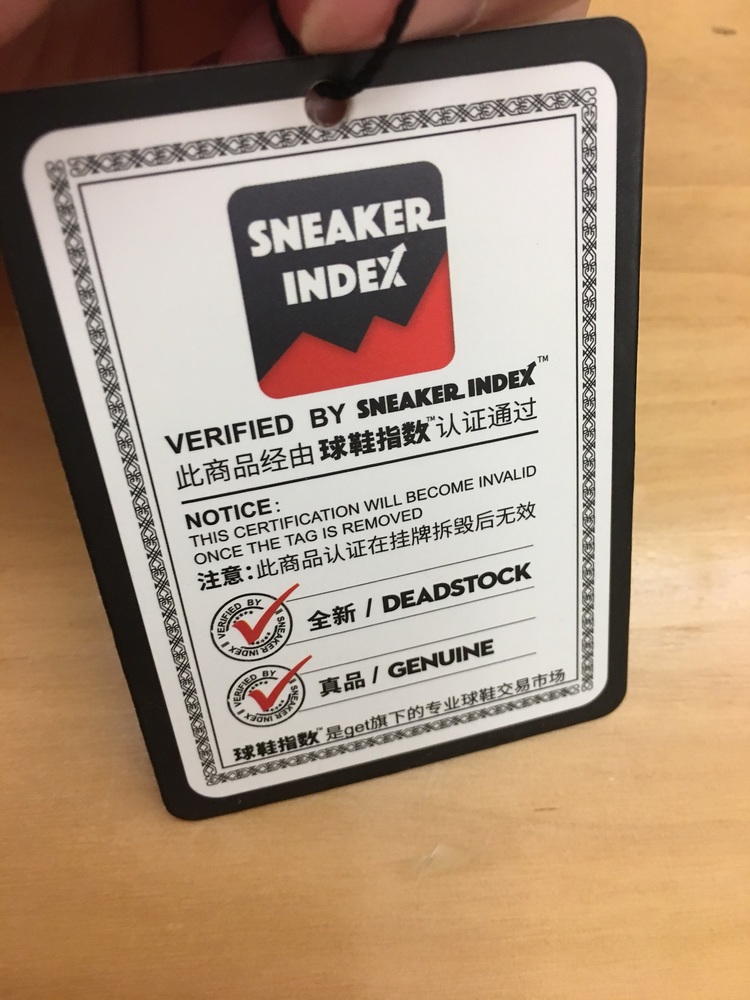 SNEAKER
INDEX
VERIFIED BY SNEAKER INDEX™
此商品经由球鞋指数™认证通过
NOTICE:
THIS CERTIFICATION WILL BECOME INVALID
ONCE THE TAG IS REMOVED
注意:此商品认证在挂牌拆毁后无效
VERIFIED BY SNEAKER INDEX
全新 / DEADSTOCK
VERIFIED BY SNEAKER INDEX
真品 / GENUINE
球鞋指数™是get旗下的专业球鞋交易市场